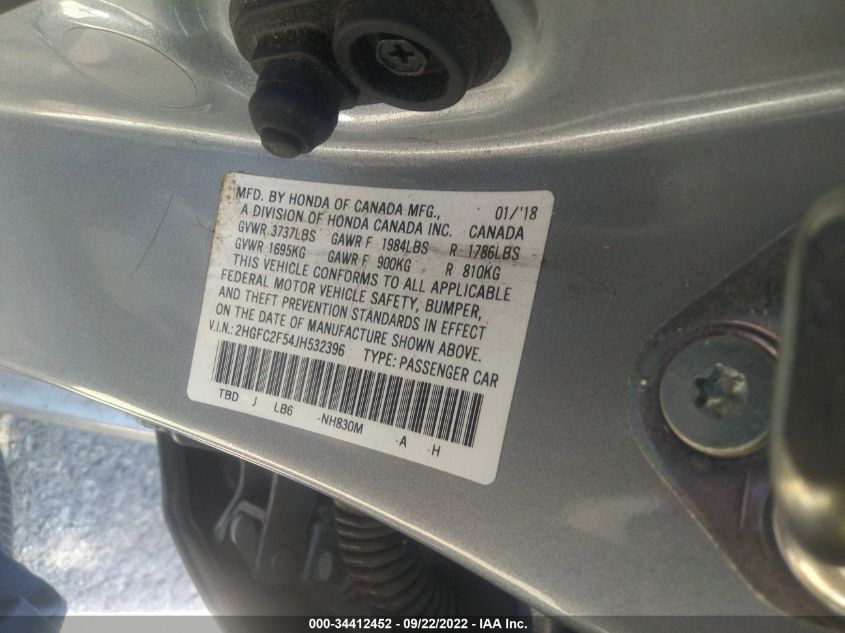 MFD. BY HONDA OF CANADA MFG., 01/'18
A DIVISION OF HONDA CANADA INC. CANADA
GVWR 3737LBS GAWR F 1984LBS R 1786LBS
GVWR 1695KG GAWR F 900KG R 810KG
THIS VEHICLE CONFORMS TO ALL APPLICABLE
FEDERAL MOTOR VEHICLE SAFETY, BUMPER,
AND THEFT PREVENTION STANDARDS IN EFFECT
ON THE DATE OF MANUFACTURE SHOWN ABOVE.
V.I.N.: 2HGFC2F54JH532396 TYPE: PASSENGER CAR
TBD J LB6 -NH830M -A -H
000-34412452 - 09/22/2022 - IAA Inc.